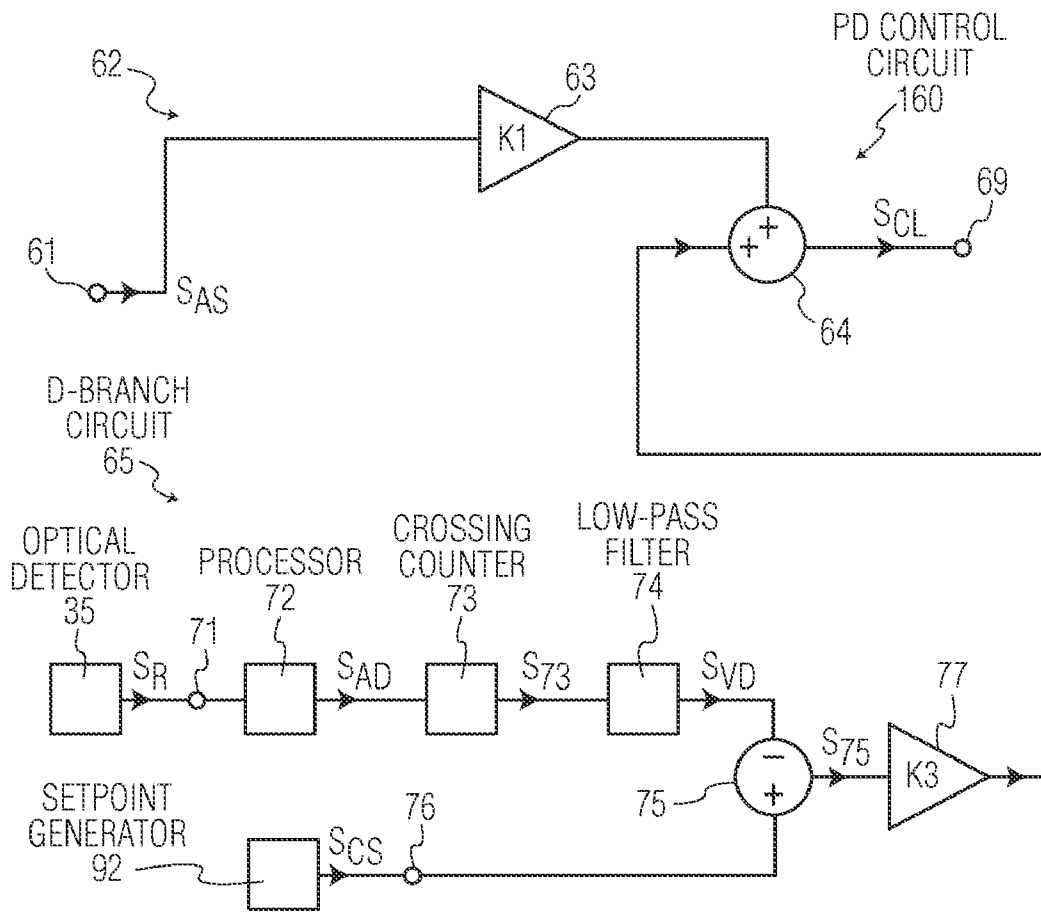 PD CONTROL
CIRCUIT
160
62
63
K1
69
S_CL
+
+
61
S_AS
64
D-BRANCH
CIRCUIT
65
OPTICAL
DETECTOR
35
PROCESSOR
72
CROSSING
COUNTER
73
LOW-PASS
FILTER
74
71
77
S_R
S_AD
S_73
S_VD
S_75
−
+
75
K3
SETPOINT
GENERATOR
92
76
S_CS